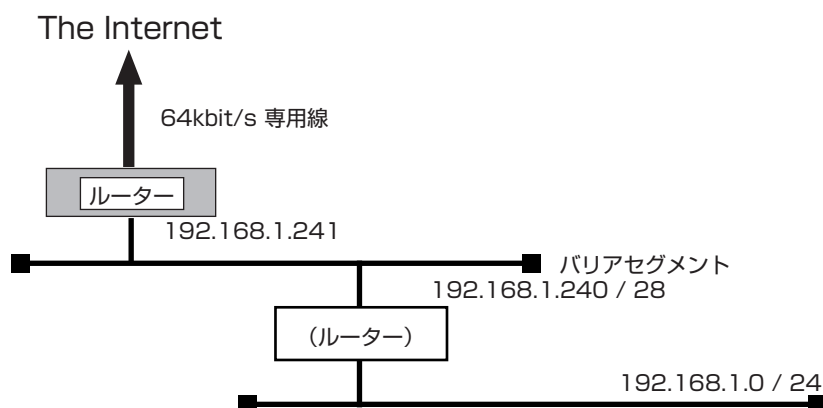 The Internet
64kbit/s 専用線
ルーター
192.168.1.241
バリアセグメント
192.168.1.240 / 28
（ルーター）
192.168.1.0 / 24